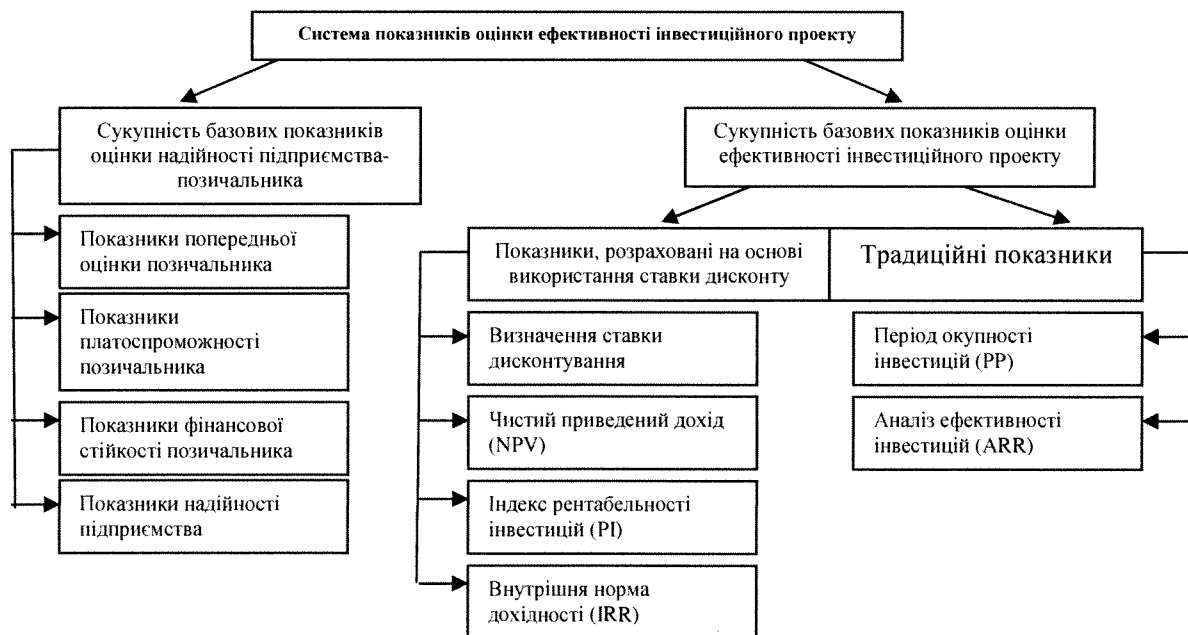 Система показників оцінки ефективності інвестиційного проекту
Сукупність базових показників
оцінки надійності підприємства-
позичальника
Показники попередньої
оцінки позичальника
Показники
платоспроможності
позичальника
Показники фінансової
стійкості позичальника
Показники надійності
підприємства
Сукупність базових показників оцінки
ефективності інвестиційного проекту
Показники, розраховані на основі
використання ставки дисконту
Визначення ставки
дисконтування
Чистий приведений дохід
(NPV)
Індекс рентабельності
інвестицій (PI)
Внутрішня норма
дохідності (IRR)
Традиційні показники
Період окупності
інвестицій (PP)
Аналіз ефективності
інвестицій (ARR)